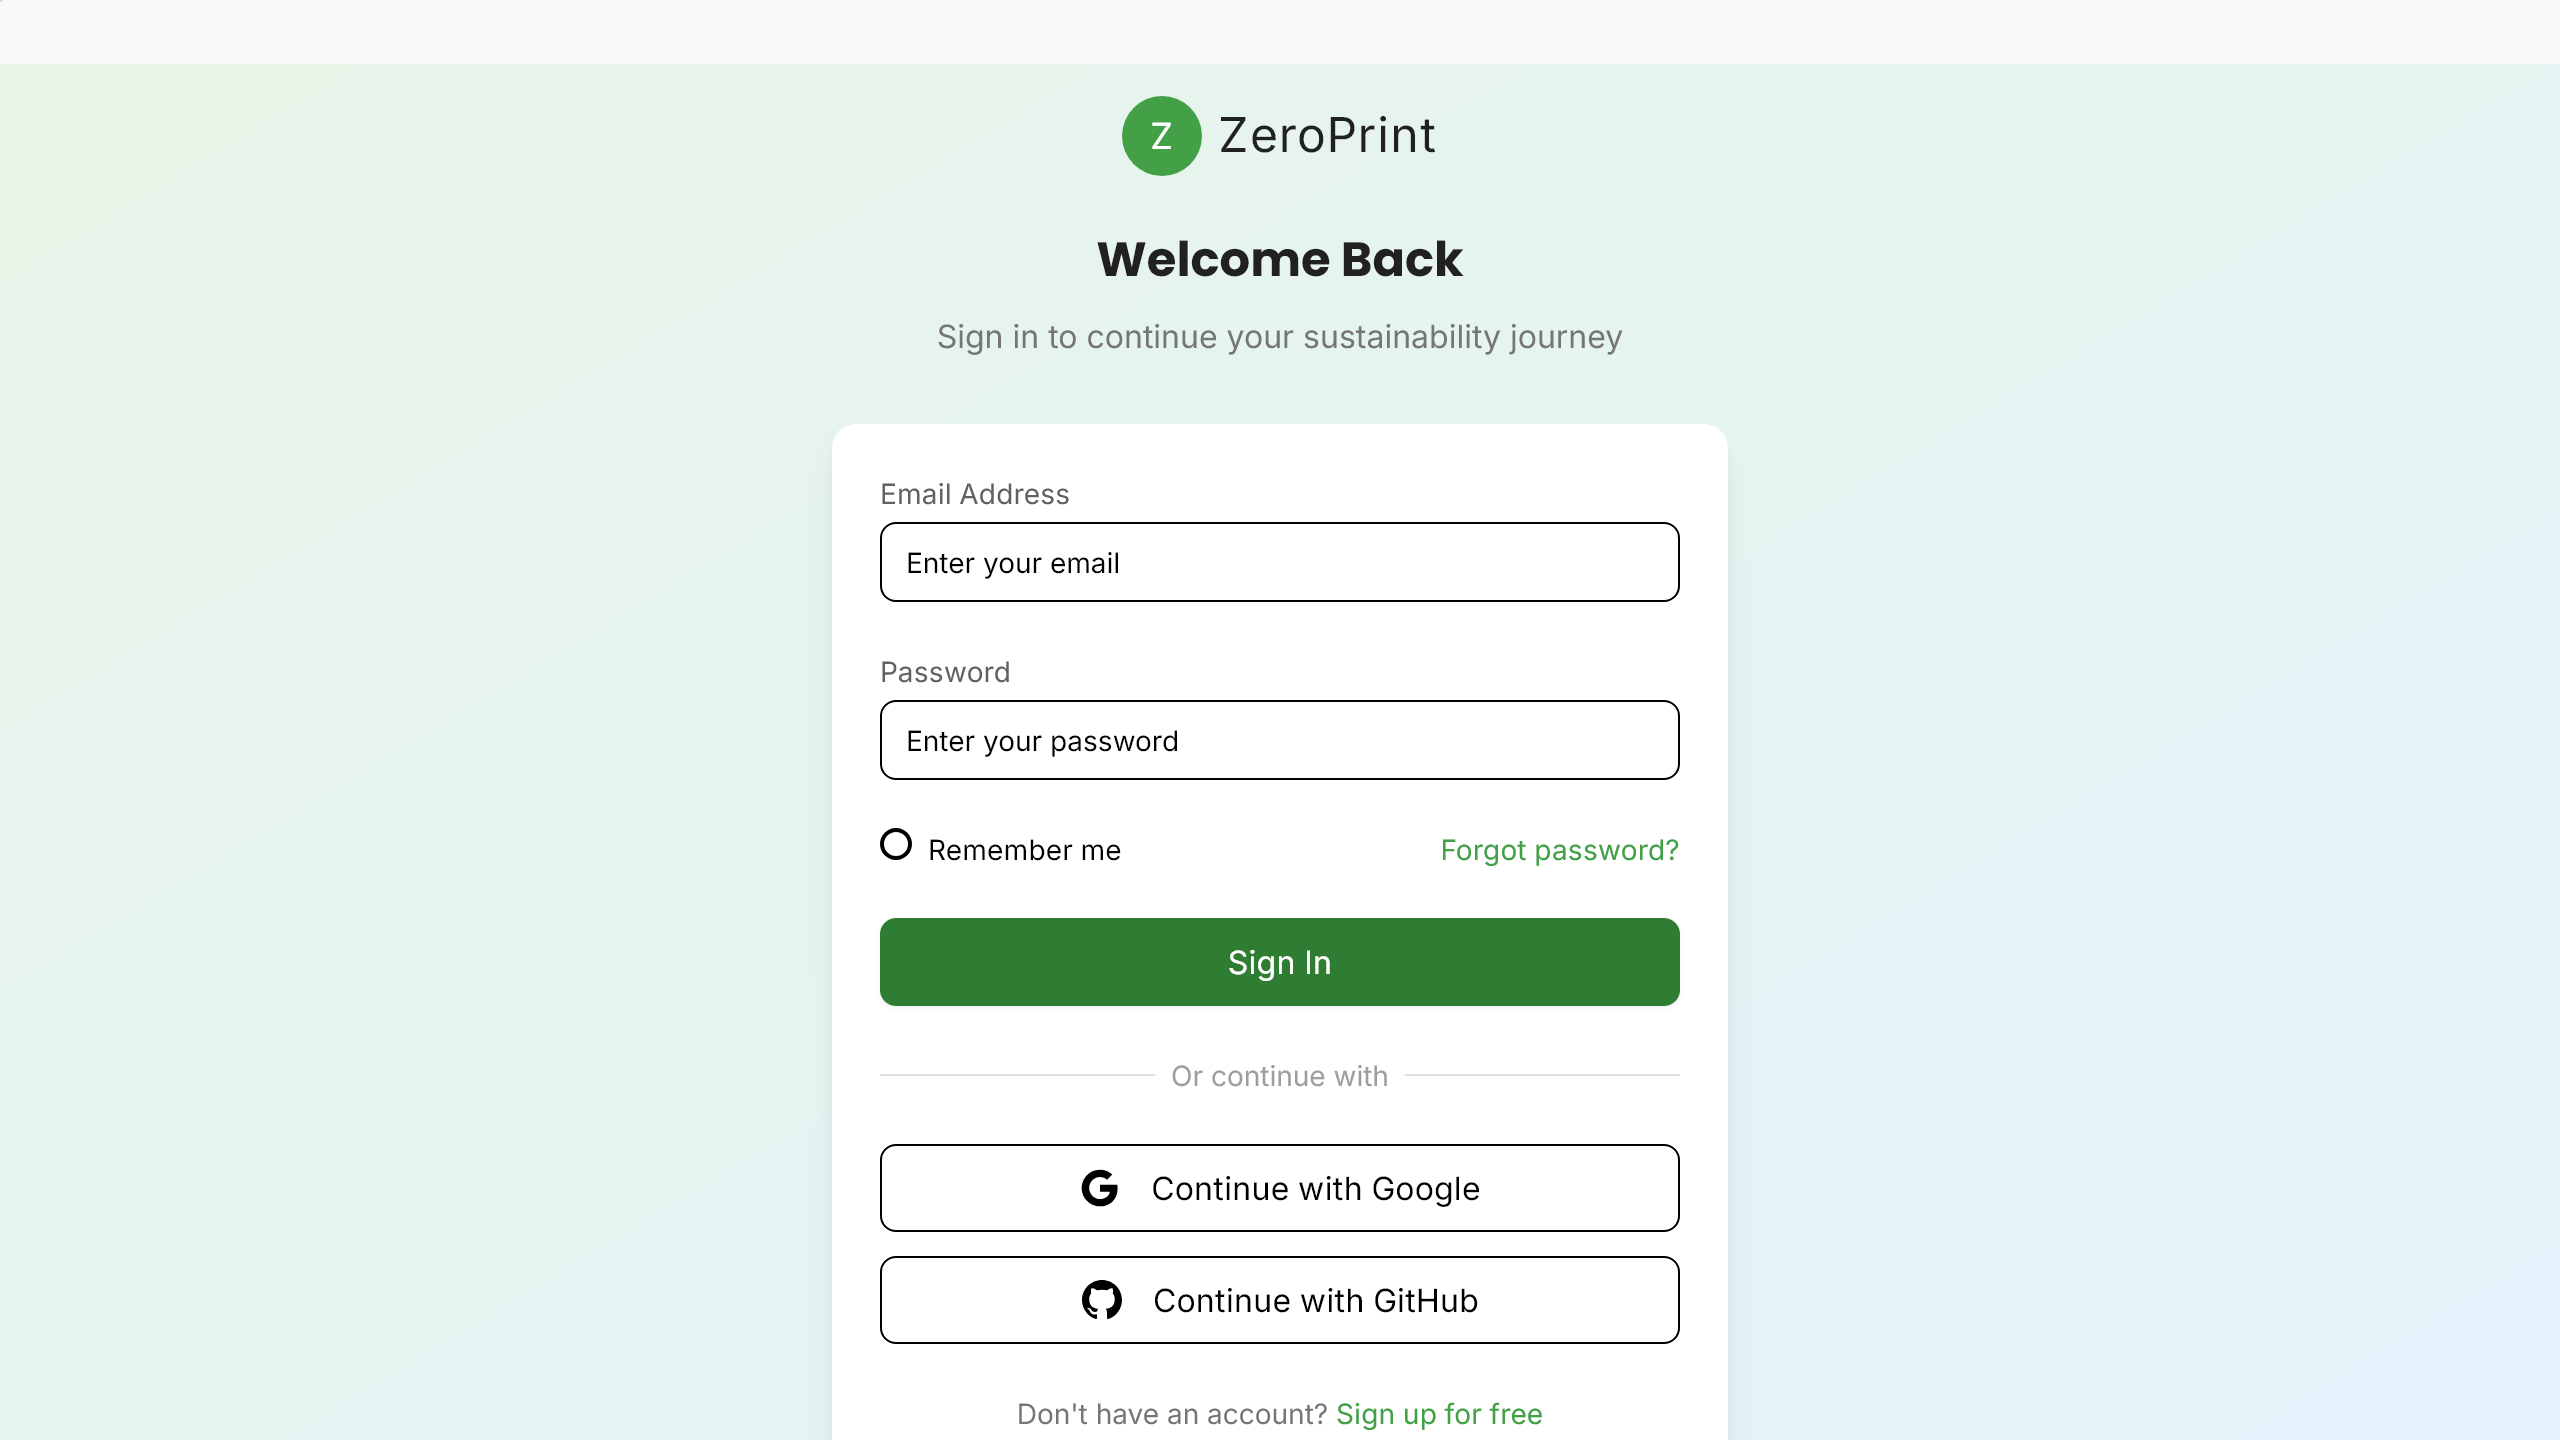 Z ZeroPrint
Welcome Back
Sign in to continue your sustainability journey
Email Address
Enter your email
Password
Enter your password
Remember me Forgot password?
Sign In
Or continue with
Continue with Google
Continue with GitHub
Don't have an account? Sign up for free